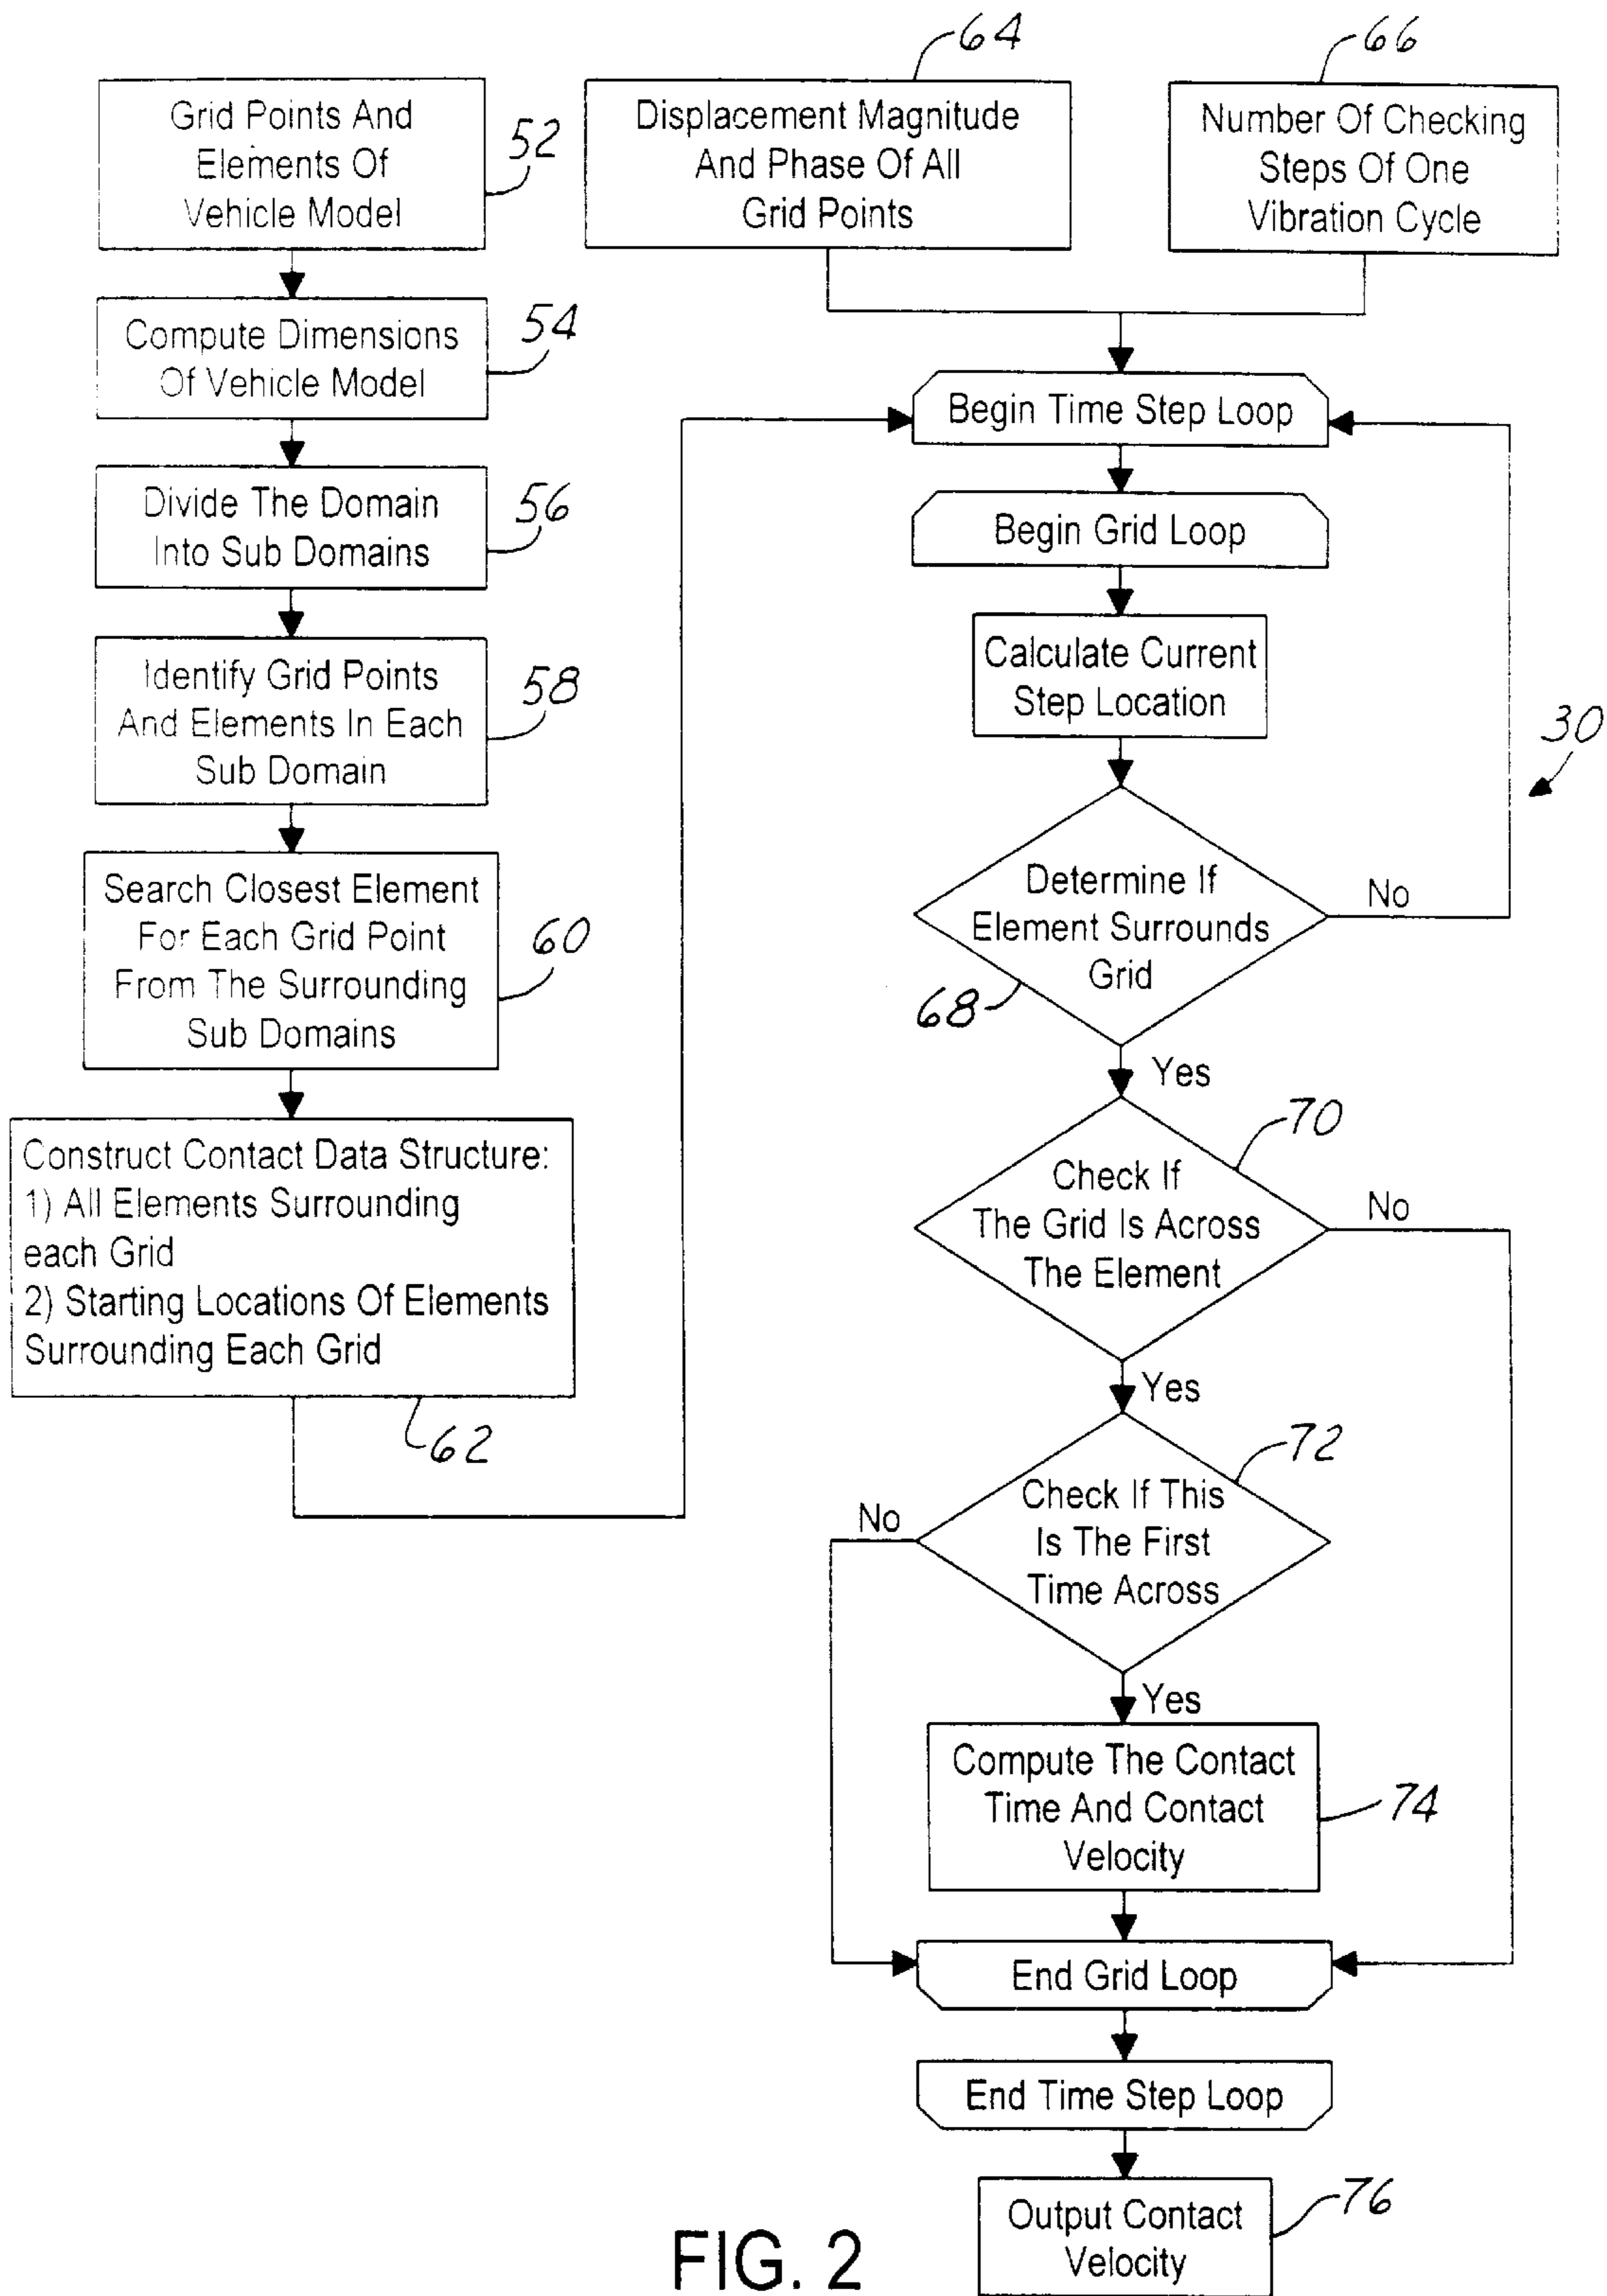 Grid Points And
Elements Of
Vehicle Model
52
Compute Dimensions
Of Vehicle Model
54
Divide The Domain
Into Sub Domains
56
Identify Grid Points
And Elements In Each
Sub Domain
58
Search Closest Element
For Each Grid Point
From The Surrounding
Sub Domains
60
Construct Contact Data Structure:
1) All Elements Surrounding
each Grid
2) Starting Locations Of Elements
Surrounding Each Grid
62
64
Displacement Magnitude
And Phase Of All
Grid Points
66
Number Of Checking
Steps Of One
Vibration Cycle
Begin Time Step Loop
Begin Grid Loop
Calculate Current
Step Location
30
Determine If
Element Surrounds
Grid
No
68
Yes
70
Check If
The Grid Is Across
The Element
No
Yes
72
Check If This
Is The First
Time Across
No
Yes
Compute The Contact
Time And Contact
Velocity
74
End Grid Loop
End Time Step Loop
Output Contact
Velocity
76
FIG. 2